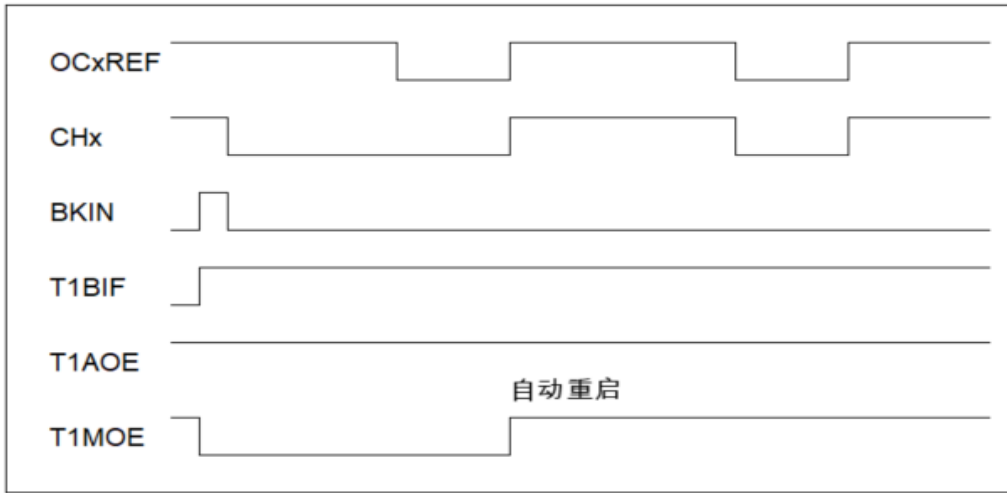 OCxREF
CHx
BKIN
T1BIF
T1AOE
自动重启
T1MOE